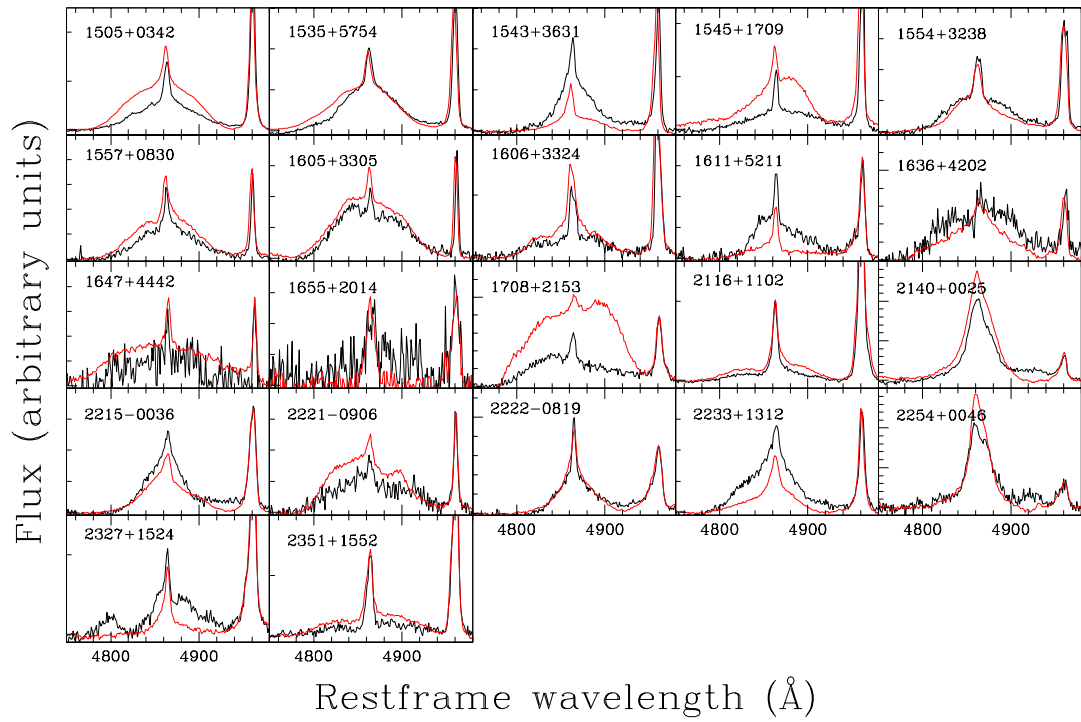 1505+0342 1535+5754 1543+3631 1545+1709 1554+3238
1557+0830 1605+3305 1606+3324 1611+5211 1636+4202
1647+4442 1655+2014 1708+2153 2116+1102 2140+0025
2215-0036 2221-0906 2222-0819 2233+1312 2254+0046
4800 4900 4800 4900 4800 4900
2327+1524 2351+1552
4800 4900 4800 4900
Flux (arbitrary units)
Restframe wavelength (Å)